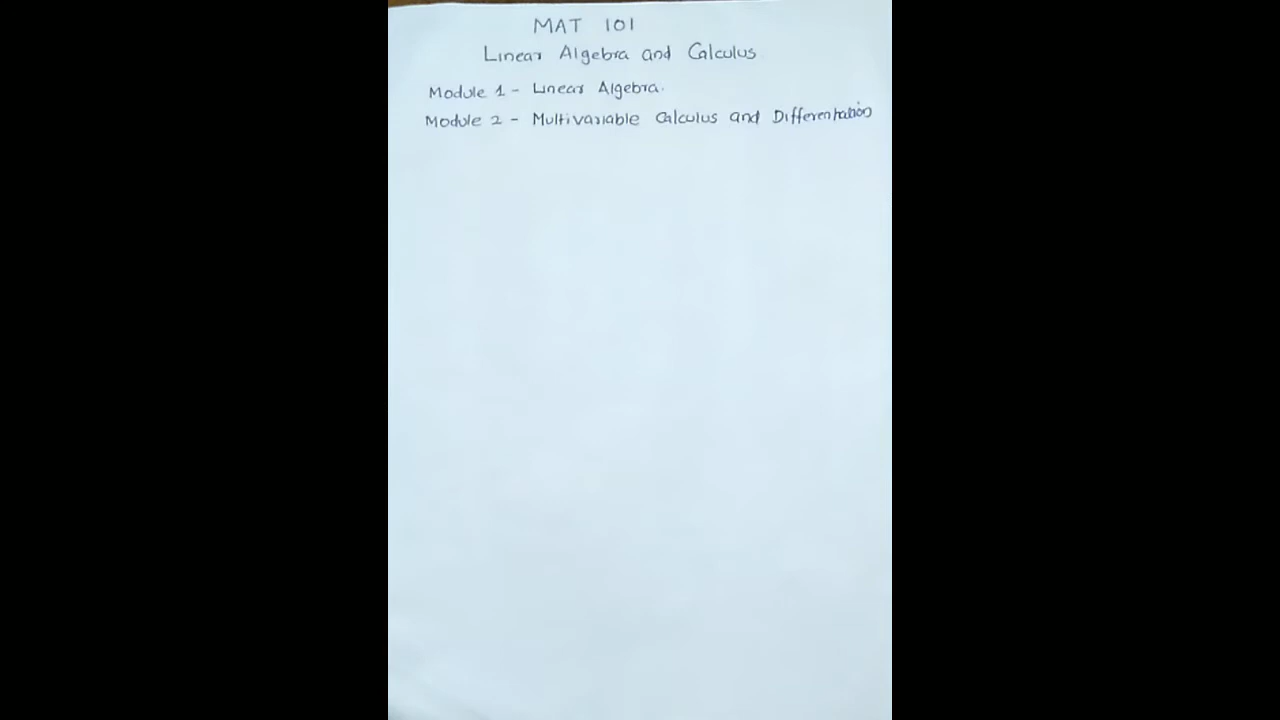 MAT 101
Linear Algebra and Calculus
Module 1 - Linear Algebra.
Module 2 - Multivariable Calculus and Differentiation